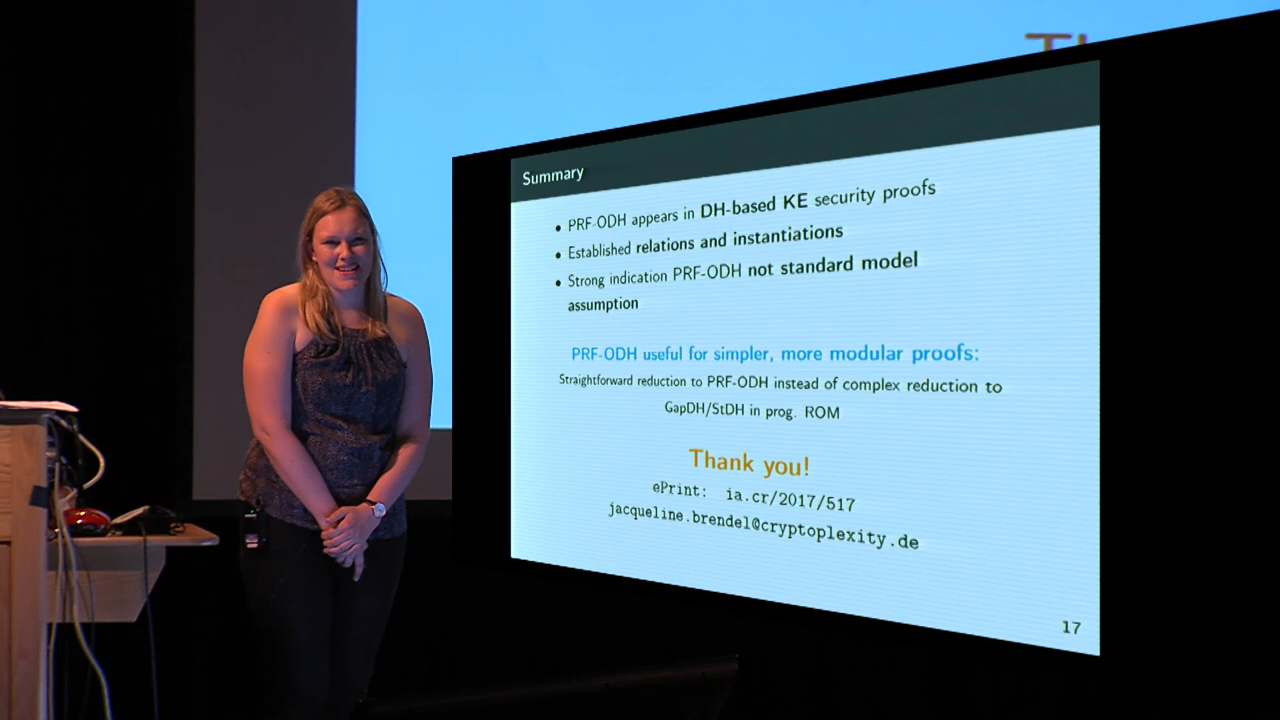 Summary
• PRF-ODH appears in DH-based KE security proofs
• Established relations and instantiations
• Strong indication PRF-ODH not standard model
assumption
PRF-ODH useful for simpler, more modular proofs:
Straightforward reduction to PRF-ODH instead of complex reduction to
GapDH/StDH in prog. ROM
Thank you!
ePrint: ia.cr/2017/517
jacqueline.brendel@cryptoplexity.de
17